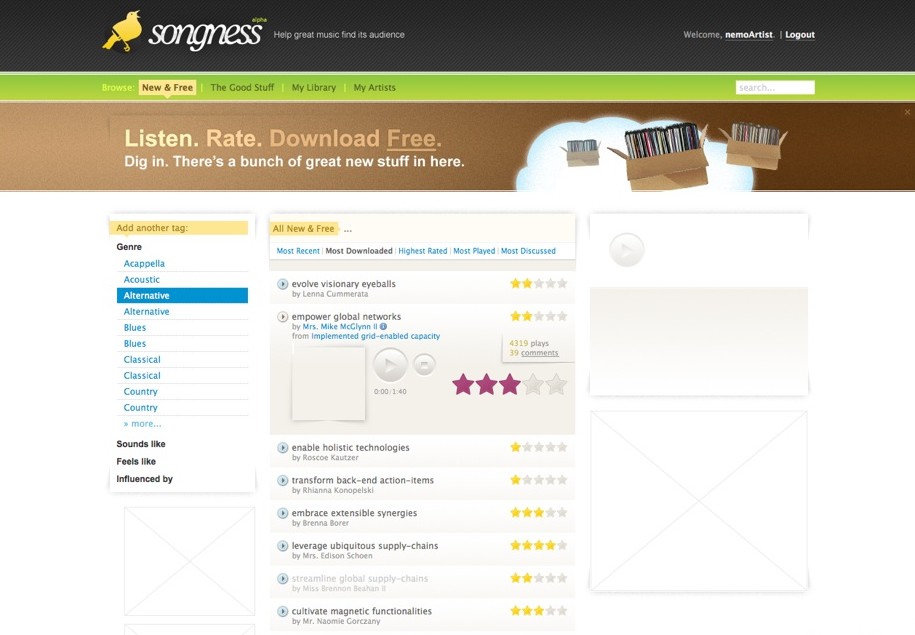 songness alpha
Help great music find its audience
Welcome, nemoArtist. | Logout
Browse: New & Free | The Good Stuff | My Library | My Artists
search...
Listen. Rate. Download Free.
Dig in. There's a bunch of great new stuff in here.
Add another tag:
Genre
Acappella
Acoustic
Alternative
Alternative
Blues
Blues
Classical
Classical
Country
Country
» more...
Sounds like
Feels like
Influenced by
All New & Free ...
Most Recent | Most Downloaded | Highest Rated | Most Played | Most Discussed
evolve visionary eyeballs
by Lenna Cummerata
empower global networks
by Mrs. Mike McGlynn II
from Implemented grid-enabled capacity
4319 plays
39 comments
0:00/1:40
enable holistic technologies
by Roscoe Kautzer
transform back-end action-items
by Rhianna Konopelski
embrace extensible synergies
by Brenna Borer
leverage ubiquitous supply-chains
by Mrs. Edison Schoen
streamline global supply-chains
by Miss Brennon Beahan II
cultivate magnetic functionalities
by Mr. Naomie Gorczany